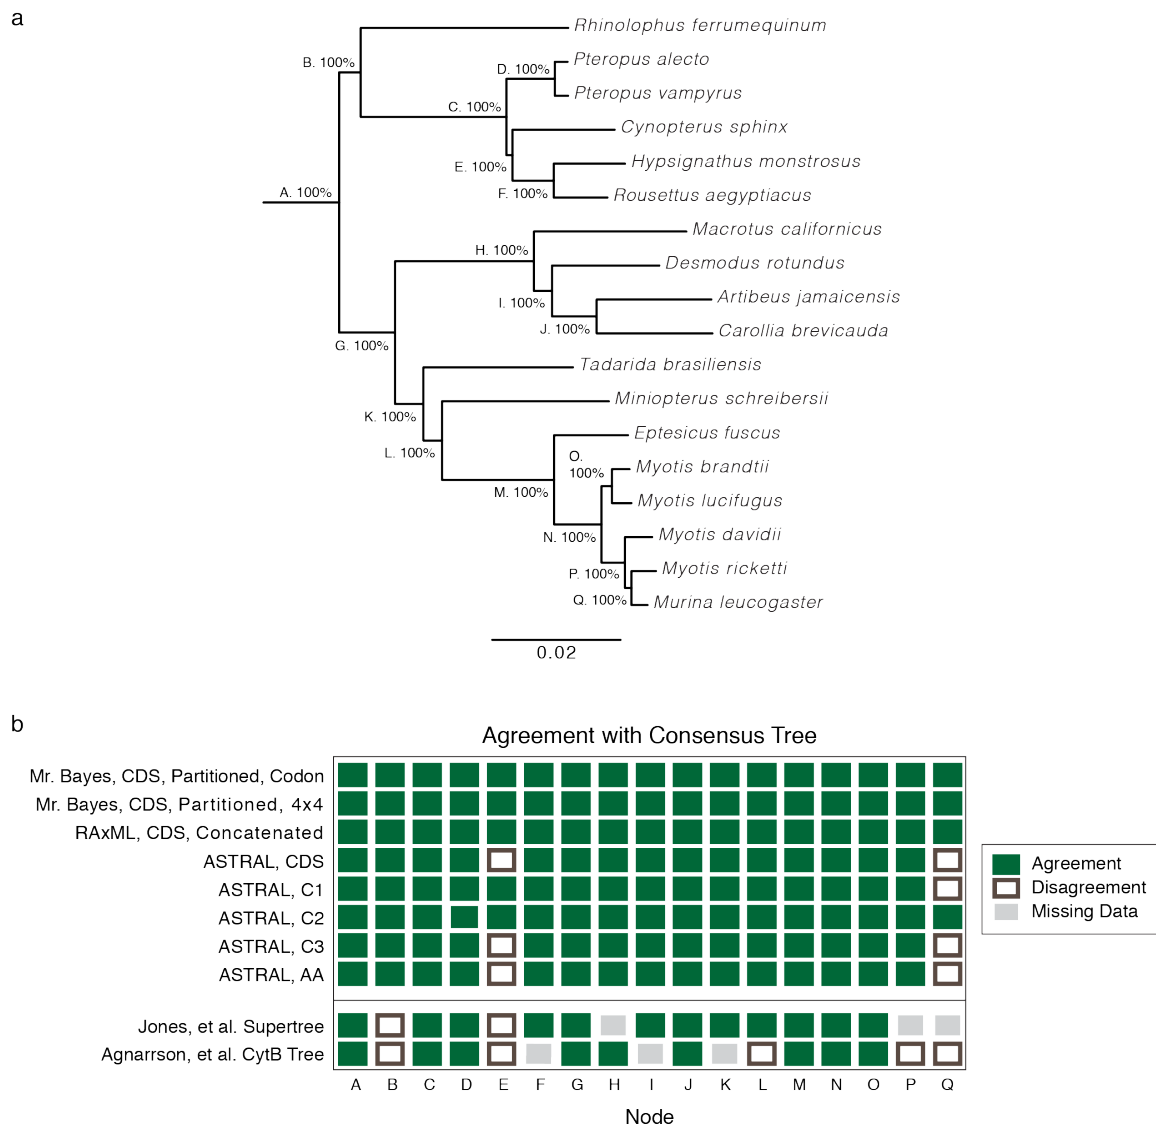 a
Rhinolophus ferrumequinum
Pteropus alecto
B. 100%
D. 100%
Pteropus vampyrus
C. 100%
Cynopterus sphinx
Hypsignathus monstrosus
E. 100%
A. 100%
F. 100%
Rousettus aegyptiacus
Macrotus californicus
H. 100%
Desmodus rotundus
Artibeus jamaicensis
I. 100%
J. 100%
Carollia brevicauda
G. 100%
Tadarida brasiliensis
Miniopterus schreibersii
K. 100%
Eptesicus fuscus
L. 100%
O.
100%
Myotis brandtii
M. 100%
Myotis lucifugus
N. 100%
Myotis davidii
P. 100%
Myotis ricketti
Q. 100%
Murina leucogaster
0.02
b
Agreement with Consensus Tree
Mr. Bayes, CDS, Partitioned, Codon
Mr. Bayes, CDS, Partitioned, 4x4
RAxML, CDS, Concatenated
ASTRAL, CDS
ASTRAL, C1
ASTRAL, C2
ASTRAL, C3
ASTRAL, AA
Jones, et al. Supertree
Agnarrson, et al. CytB Tree
Agreement
Disagreement
Missing Data
A B C D E F G H I J K L M N O P Q
Node